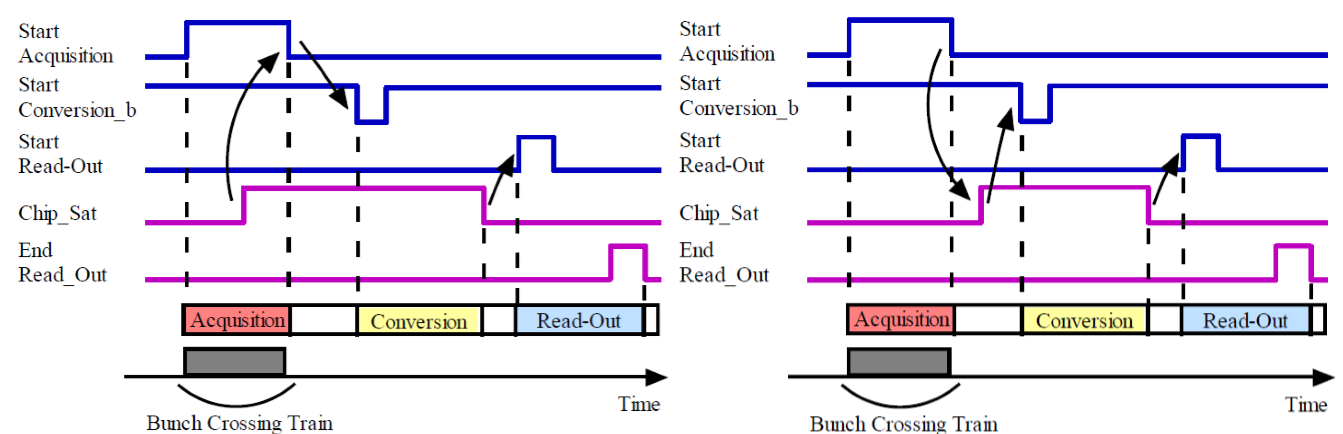 Start
Acquisition
Start
Conversion_b
Start
Read-Out
Chip_Sat
End
Read_Out
Acquisition
Conversion
Read-Out
Time
Bunch Crossing Train
Start
Acquisition
Start
Conversion_b
Start
Read-Out
Chip_Sat
End
Read_Out
Acquisition
Conversion
Read-Out
Time
Bunch Crossing Train